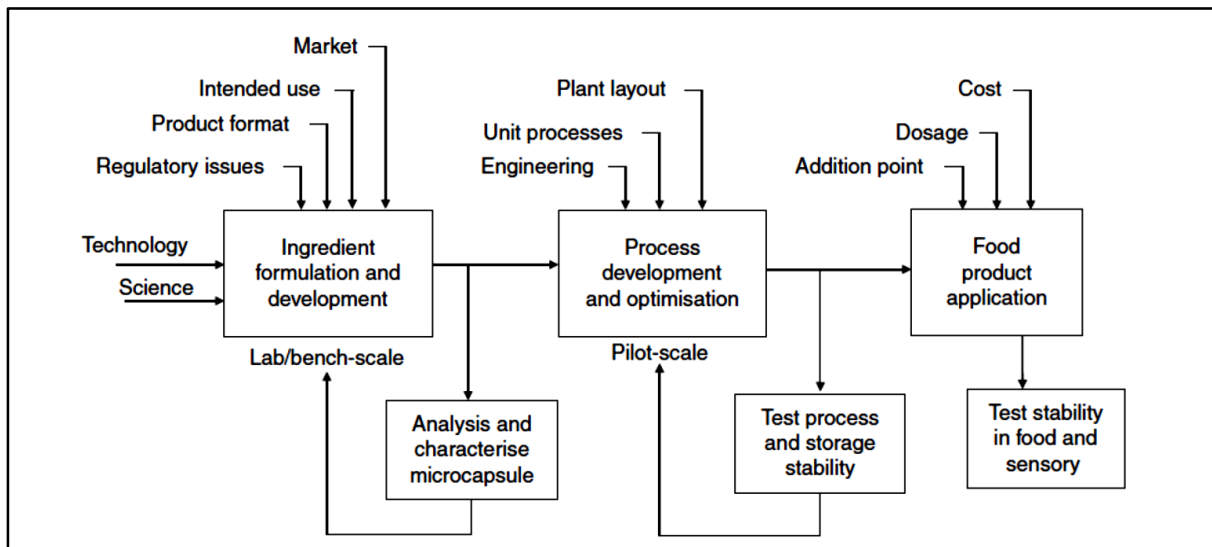 Market
Intended use
Product format
Regulatory issues
Technology
Science
Ingredient
formulation and
development
Lab/bench-scale
Analysis and
characterise
microcapsule
Plant layout
Unit processes
Engineering
Process
development
and optimisation
Pilot-scale
Test process
and storage
stability
Cost
Dosage
Addition point
Food
product
application
Test stability
in food and
sensory